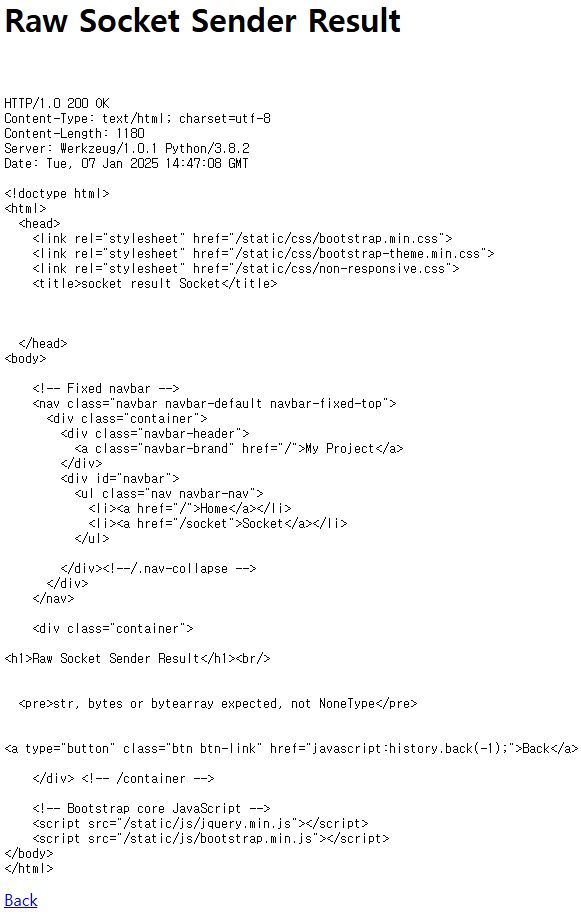 Raw Socket Sender Result
HTTP/1.0 200 OK
Content-Type: text/html; charset=utf-8
Content-Length: 1180
Server: Werkzeug/1.0.1 Python/3.8.2
Date: Tue, 07 Jan 2025 14:47:08 GMT
<!doctype html>
<html>
  <head>
    <link rel="stylesheet" href="/static/css/bootstrap.min.css">
    <link rel="stylesheet" href="/static/css/bootstrap-theme.min.css">
    <link rel="stylesheet" href="/static/css/non-responsive.css">
    <title>socket result Socket</title>
  </head>
<body>
    <!-- Fixed navbar -->
    <nav class="navbar navbar-default navbar-fixed-top">
      <div class="container">
        <div class="navbar-header">
          <a class="navbar-brand" href="/">My Project</a>
        </div>
        <div id="navbar">
          <ul class="nav navbar-nav">
            <li><a href="/">Home</a></li>
            <li><a href="/socket">Socket</a></li>
          </ul>
        </div><!--/.nav-collapse -->
      </div>
    </nav>
    <div class="container">
<h1>Raw Socket Sender Result</h1><br/>
  <pre>str, bytes or bytearray expected, not NoneType</pre>
<a type="button" class="btn btn-link" href="javascript:history.back(-1);">Back</a>
    </div> <!-- /container -->
    <!-- Bootstrap core JavaScript -->
    <script src="/static/js/jquery.min.js"></script>
    <script src="/static/js/bootstrap.min.js"></script>
</body>
</html>
Back